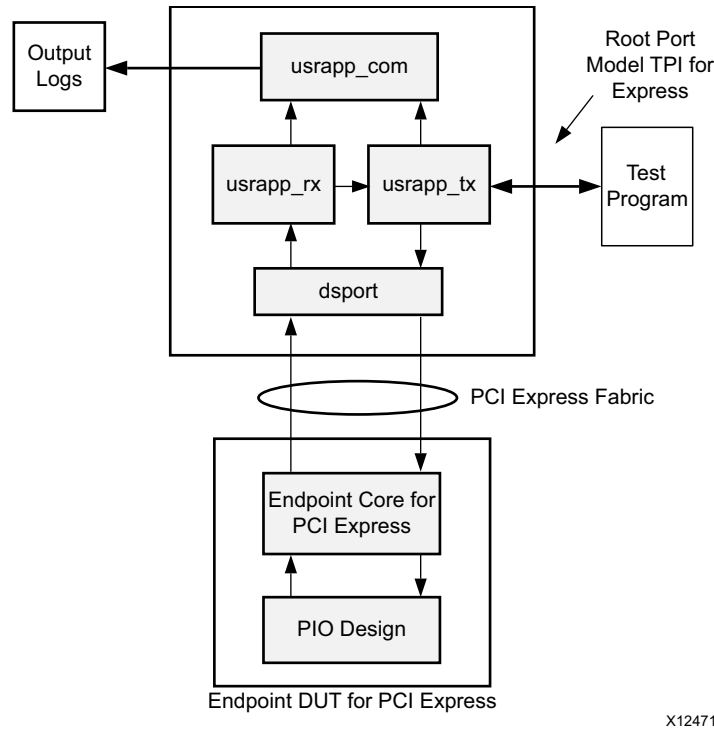 Output
Logs
usrapp_com
Root Port
Model TPI for
Express
usrapp_rx
usrapp_tx
Test
Program
dsport
PCI Express Fabric
Endpoint Core for
PCI Express
PIO Design
Endpoint DUT for PCI Express
X12471